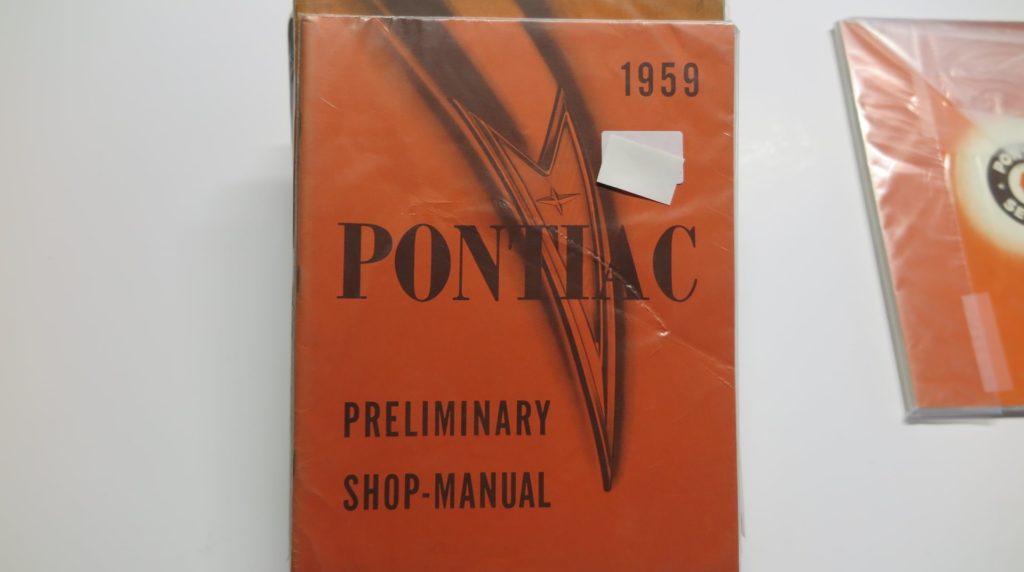 1959
PONTIAC
PRELIMINARY
SHOP-MANUAL